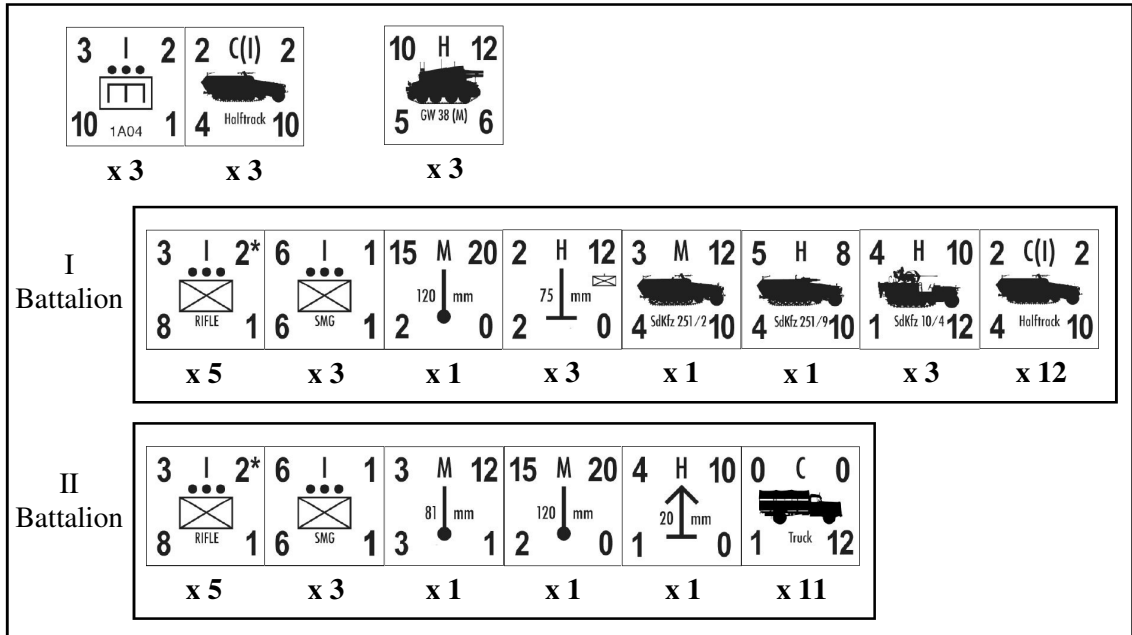 3 I 2 2 C(I) 2 10 H 12
1A04 Halftrack GW 38 (M)
10 1 4 10 5 6
x 3 x 3 x 3
I
Battalion
3 I 2* 6 I 1 15 M 20 2 H 12 3 M 12 5 H 8 4 H 10 2 C(I) 2
120 mm 75 mm
RIFLE SMG SdKfz 251/2 SdKfz 251/9 SdKfz 10/4 Halftrack
8 1 6 1 2 0 2 0 4 10 4 10 1 12 4 10
x 5 x 3 x 1 x 3 x 1 x 1 x 3 x 12
II
Battalion
3 I 2* 6 I 1 3 M 12 15 M 20 4 H 10 0 C 0
81 mm 120 mm 20 mm
RIFLE SMG Truck
8 1 6 1 3 1 2 0 1 0 1 12
x 5 x 3 x 1 x 1 x 1 x 11